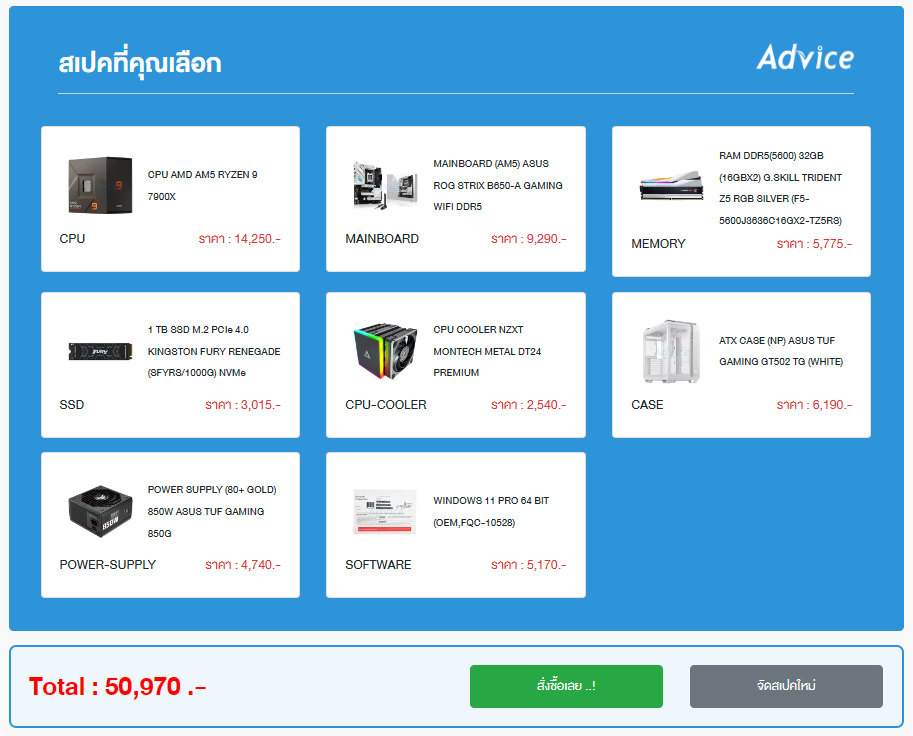 สเปคที่คุณเลือก
Advice
CPU AMD AM5 RYZEN 9
7900X
CPU
ราคา : 14,250.-
MAINBOARD (AM5) ASUS
ROG STRIX B650-A GAMING
WIFI DDR5
MAINBOARD
ราคา : 9,290.-
RAM DDR5(5600) 32GB
(16GBX2) G.SKILL TRIDENT
Z5 RGB SILVER (F5-
5600J3636C16GX2-TZ5RS)
MEMORY
ราคา : 5,775.-
1 TB SSD M.2 PCIe 4.0
KINGSTON FURY RENEGADE
(SFYRS/1000G) NVMe
SSD
ราคา : 3,015.-
CPU COOLER NZXT
MONTECH METAL DT24
PREMIUM
CPU-COOLER
ราคา : 2,540.-
ATX CASE (NP) ASUS TUF
GAMING GT502 TG (WHITE)
CASE
ราคา : 6,190.-
850W
POWER SUPPLY (80+ GOLD)
850W ASUS TUF GAMING
850G
POWER-SUPPLY
ราคา : 4,740.-
WINDOWS 11 PRO 64 BIT
(OEM,FQC-10528)
SOFTWARE
ราคา : 5,170.-
Total : 50,970 .-
สั่งซื้อเลย ..!
จัดสเปคใหม่